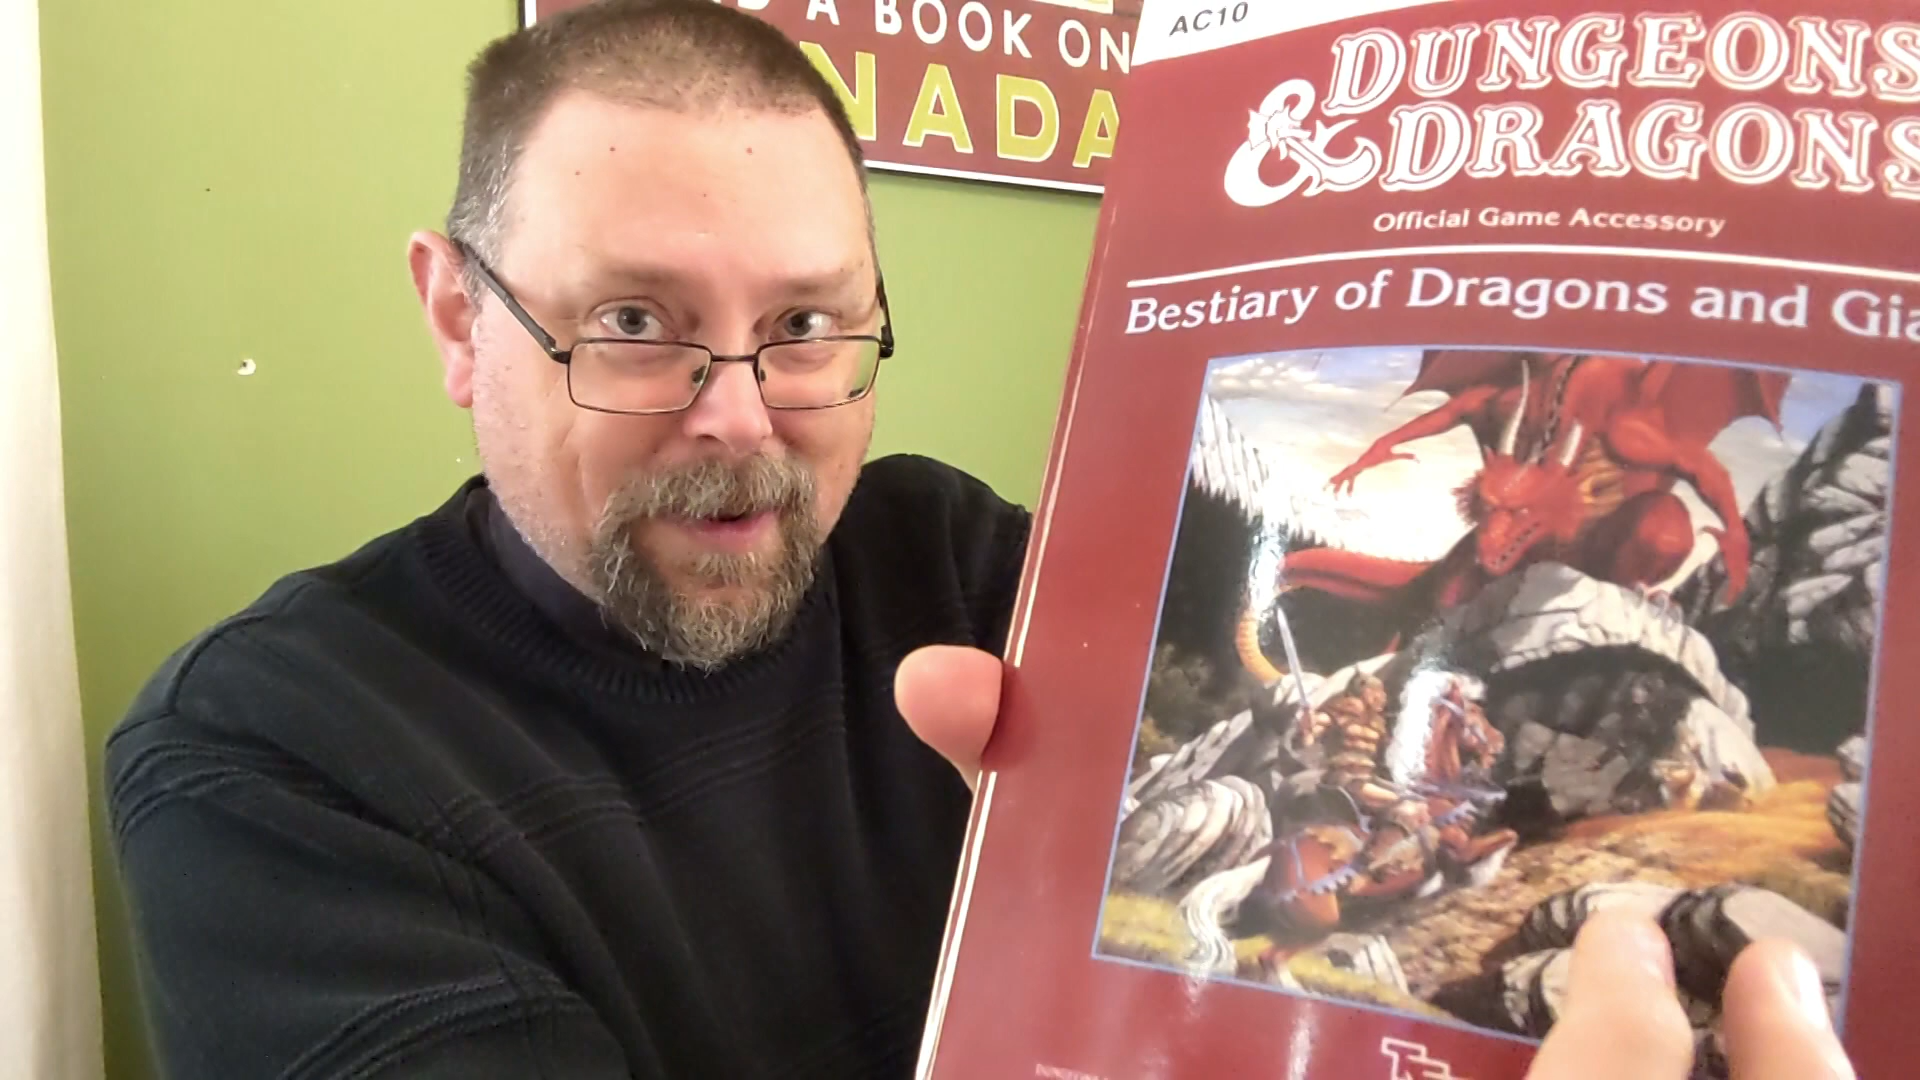 A BOOK ON
NADA
AC10
DUNGEONS
& DRAGONS
Official Game Accessory
Bestiary of Dragons and Gia